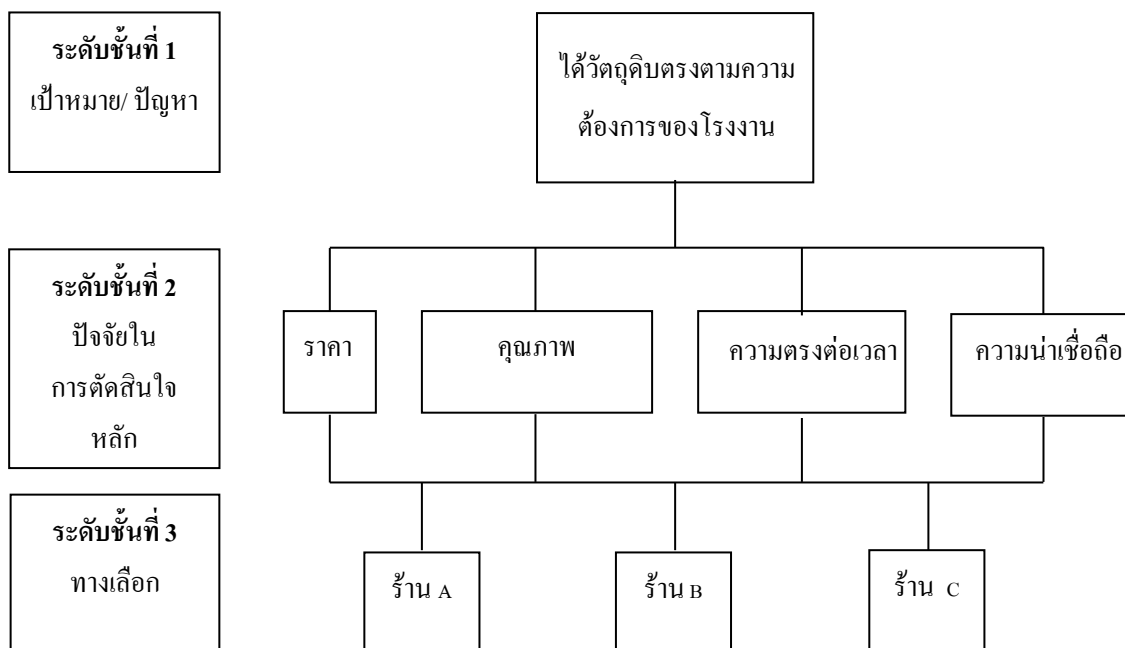 ระดับชั้นที่ 1
เป้าหมาย/ ปัญหา
ได้วัตถุดิบตรงตามความ
ต้องการของโรงงาน
ระดับชั้นที่ 2
ปัจจัยใน
การตัดสินใจ
หลัก
ราคา
คุณภาพ
ความตรงต่อเวลา
ความน่าเชื่อถือ
ระดับชั้นที่ 3
ทางเลือก
ร้าน A
ร้าน B
ร้าน C